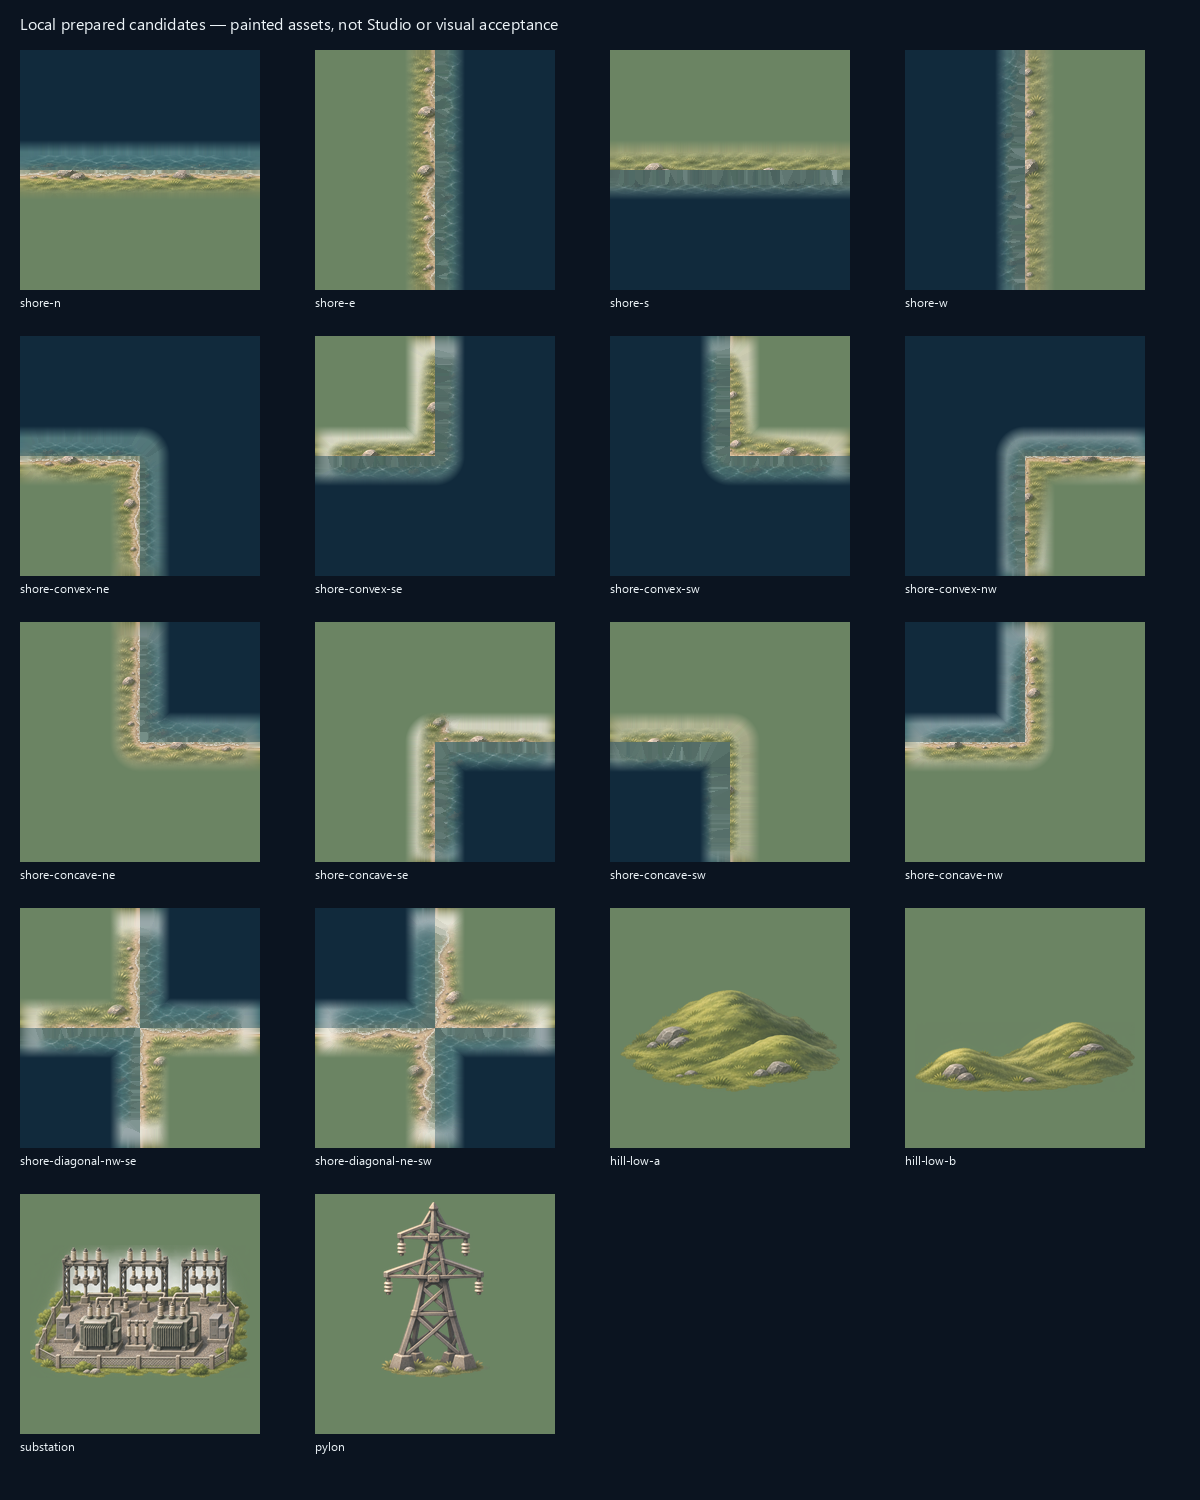 Local prepared candidates — painted assets, not Studio or visual acceptance
shore-n
shore-e
shore-s
shore-w
shore-convex-ne
shore-convex-se
shore-convex-sw
shore-convex-nw
shore-concave-ne
shore-concave-se
shore-concave-sw
shore-concave-nw
shore-diagonal-nw-se
shore-diagonal-ne-sw
hill-low-a
hill-low-b
substation
pylon